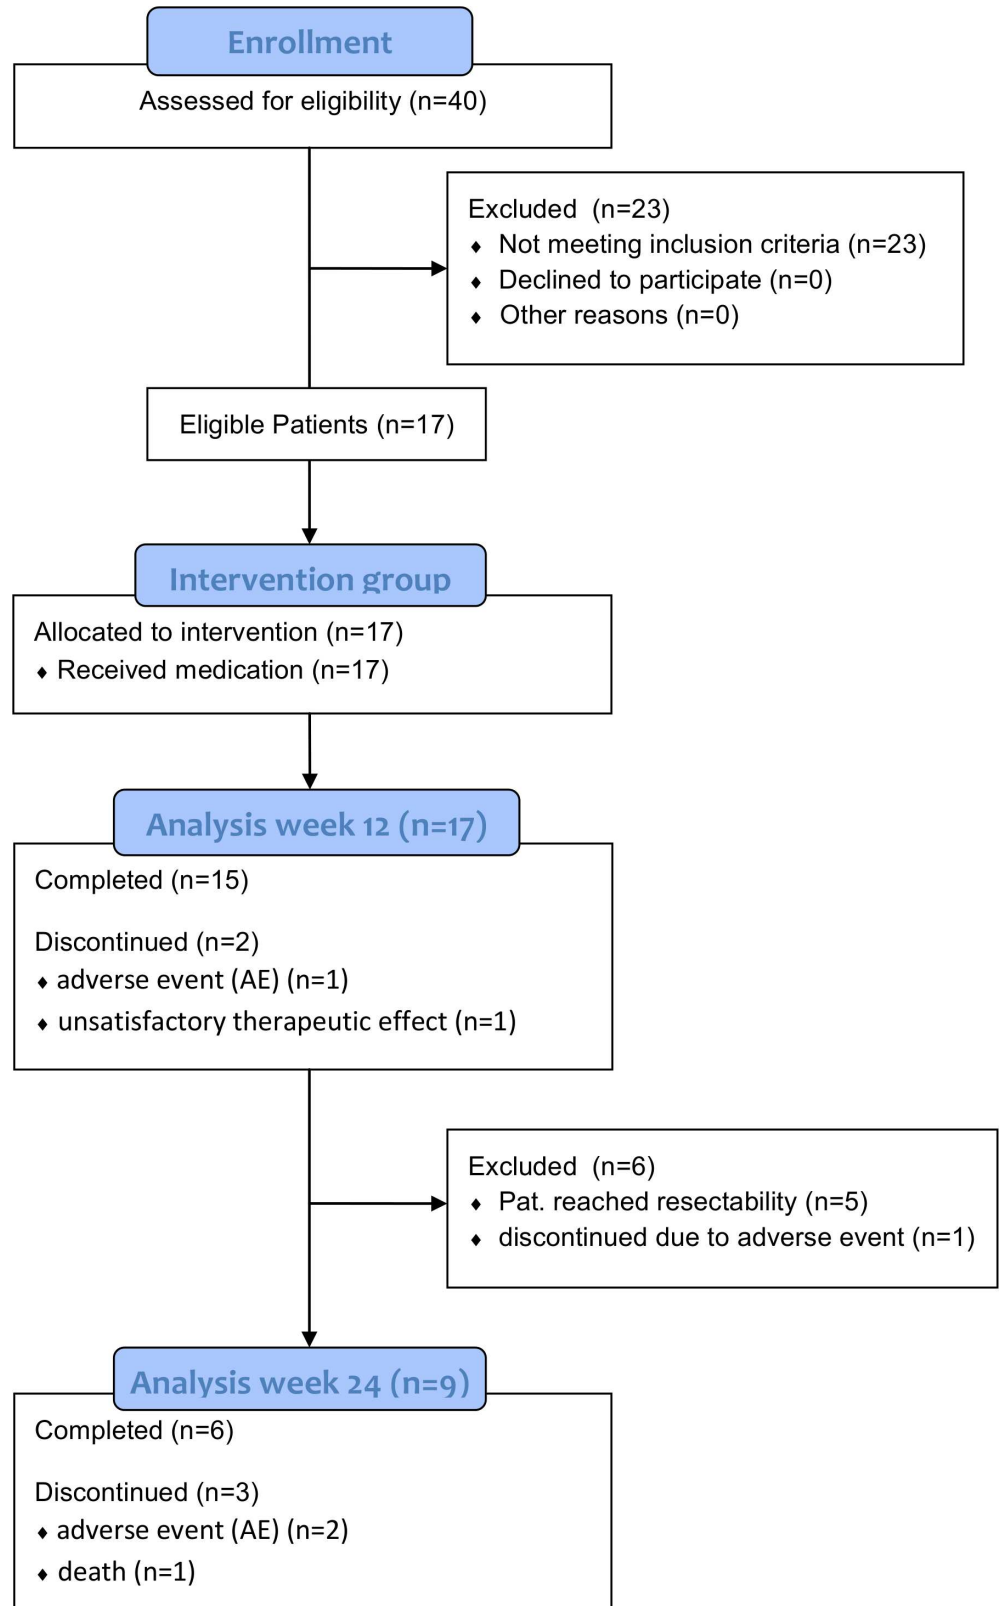 Enrollment
Assessed for eligibility (n=40)
Excluded  (n=23)
♦ Not meeting inclusion criteria (n=23)
♦ Declined to participate (n=0)
♦ Other reasons (n=0)
Eligible Patients (n=17)
Intervention group
Allocated to intervention (n=17)
♦ Received medication (n=17)
Analysis week 12 (n=17)
Completed (n=15)
Discontinued (n=2)
♦ adverse event (AE) (n=1)
♦ unsatisfactory therapeutic effect (n=1)
Excluded  (n=6)
♦ Pat. reached resectability (n=5)
♦ discontinued due to adverse event (n=1)
Analysis week 24 (n=9)
Completed (n=6)
Discontinued (n=3)
♦ adverse event (AE) (n=2)
♦ death (n=1)